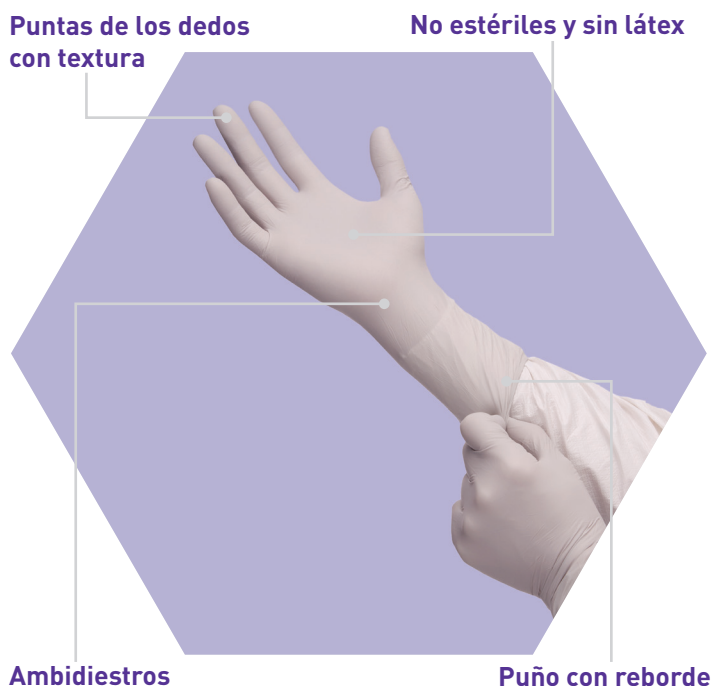 Puntas de los dedos
con textura
No estériles y sin látex
Ambidiestros
Puño con reborde